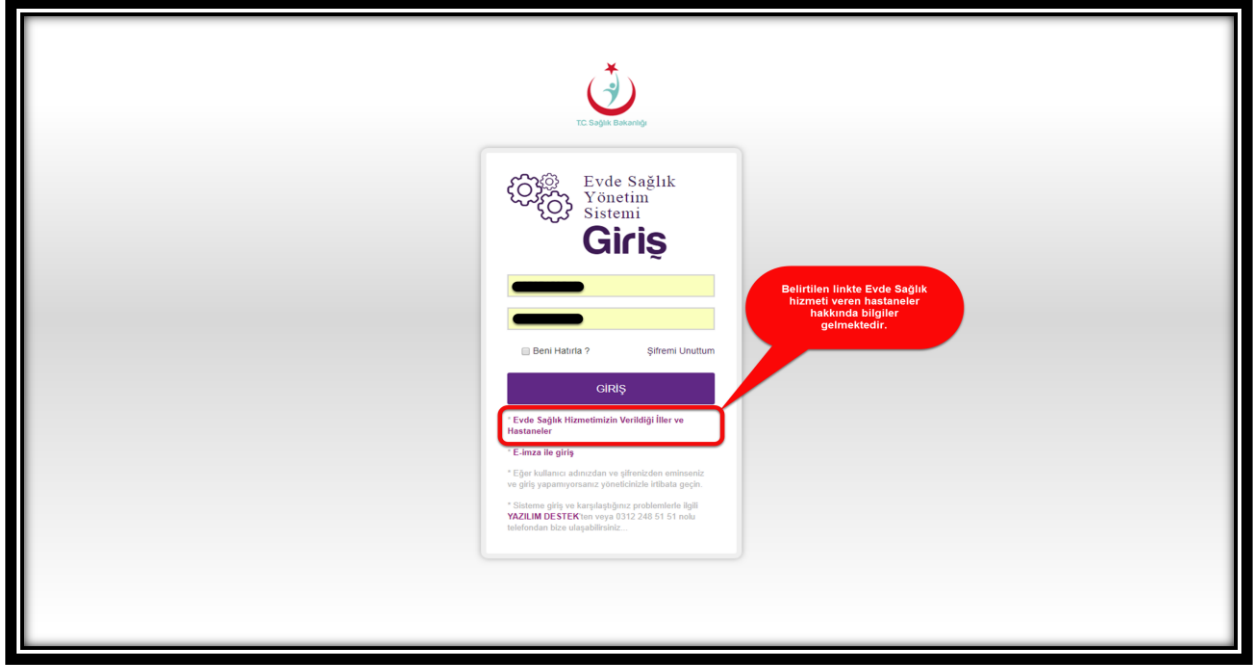 T.C. Sağlık Bakanlığı
Evde Sağlık
Yönetim
Sistemi
Giriş
Beni Hatırla ?
Şifremi Unuttum
GİRİŞ
* Evde Sağlık Hizmetimizin Verildiği İller ve
Hastaneler
* E-imza ile giriş
* Eğer kullanıcı adınızdan ve şifrenizden eminseniz
ve giriş yapamıyorsanız yöneticinizle irtibata geçin.
* Sisteme giriş ve karşılaştığınız problemlerle ilgili
YAZILIM DESTEK'ten veya 0312 248 51 51 nolu
telefondan bize ulaşabilirsiniz...
Belirtilen linkte Evde Sağlık
hizmeti veren hastaneler
hakkında bilgiler
gelmektedir.